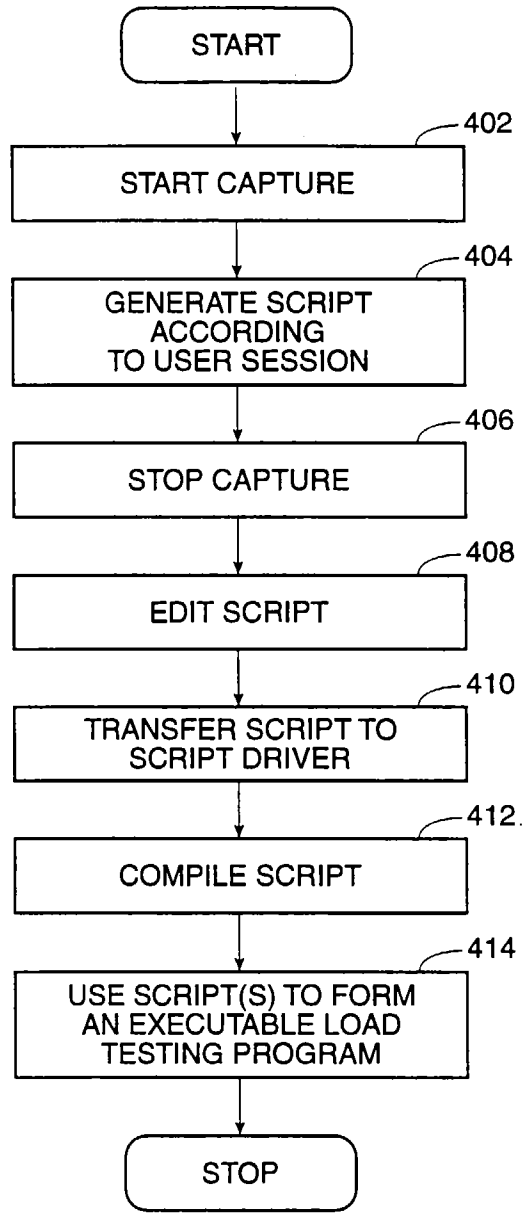 START
402
START CAPTURE
404
GENERATE SCRIPT
ACCORDING
TO USER SESSION
406
STOP CAPTURE
408
EDIT SCRIPT
410
TRANSFER SCRIPT TO
SCRIPT DRIVER
412
COMPILE SCRIPT
414
USE SCRIPT(S) TO FORM
AN EXECUTABLE LOAD
TESTING PROGRAM
STOP